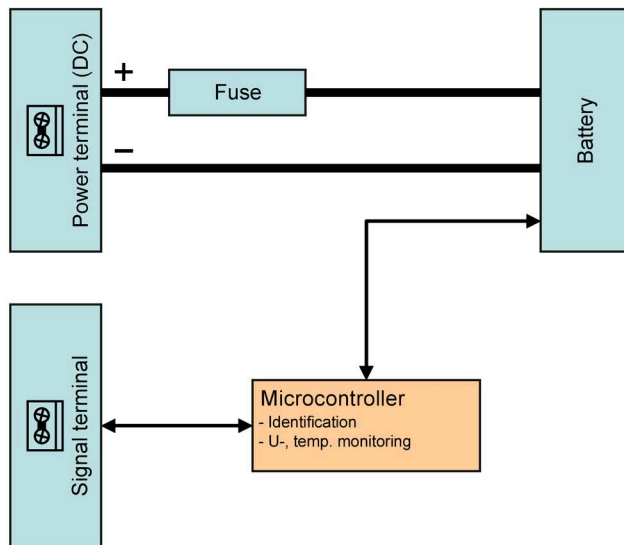 Power terminal (DC)
+
Fuse
−
Battery
Signal terminal
Microcontroller
- Identification
- U-, temp. monitoring